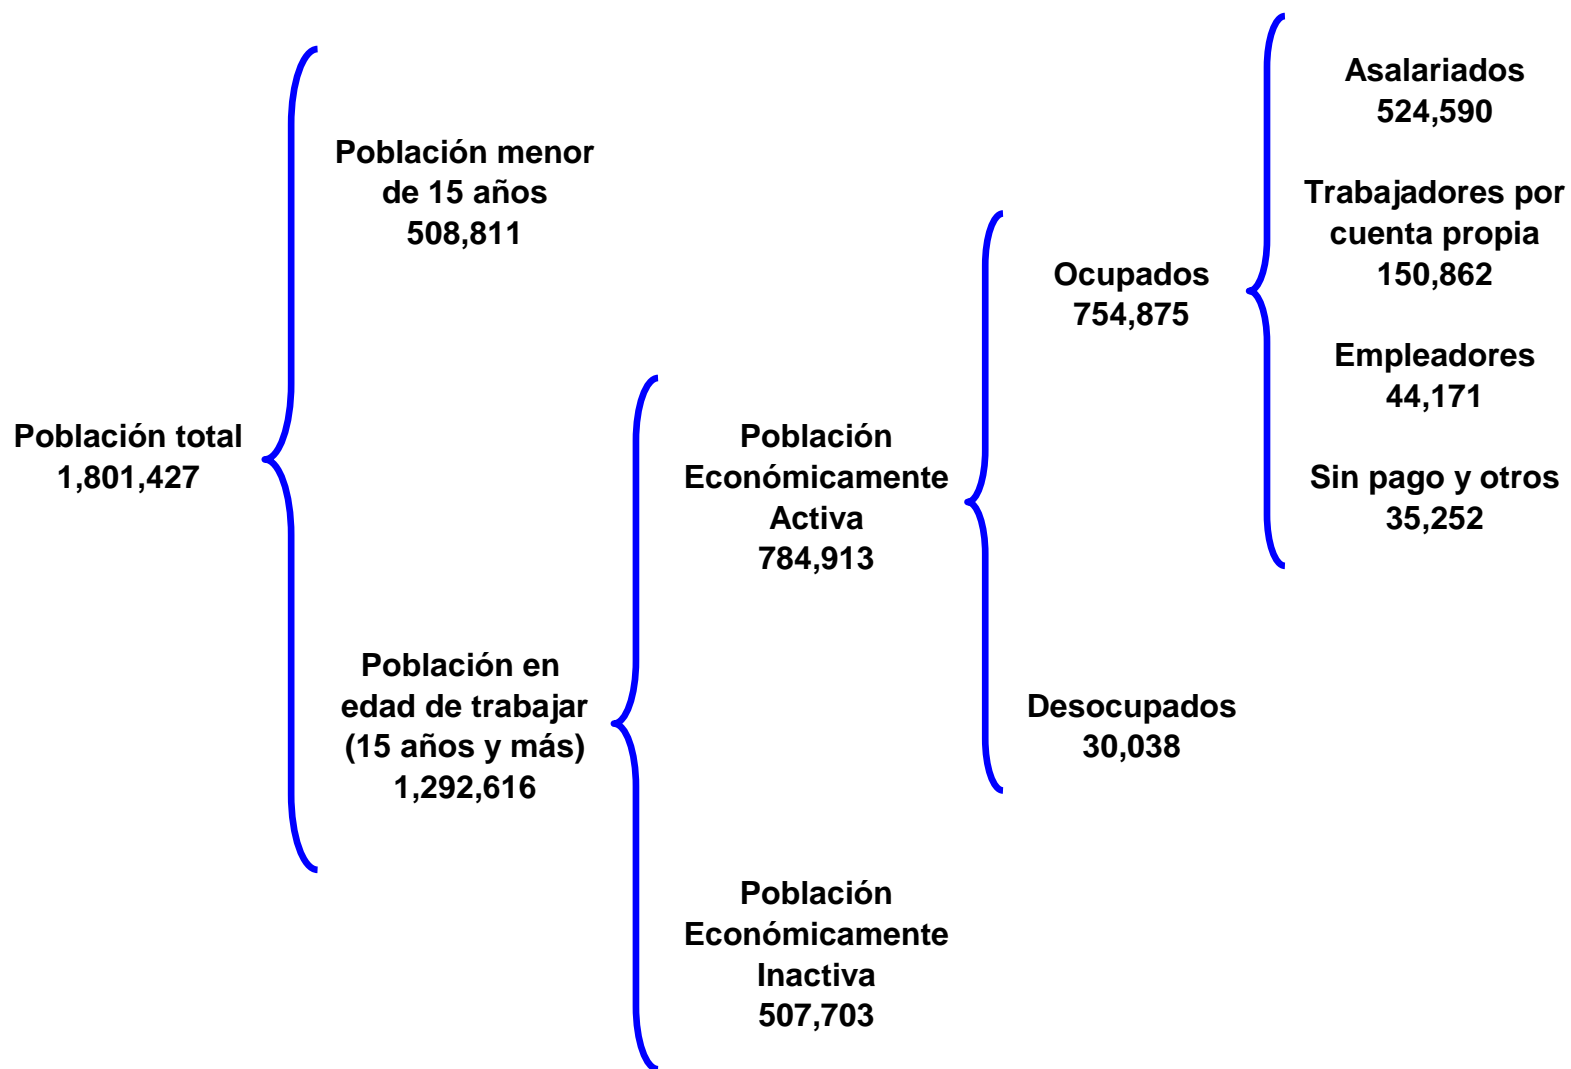 Población total
1,801,427
Población menor
de 15 años
508,811
Población en
edad de trabajar
(15 años y más)
1,292,616
Población
Económicamente
Activa
784,913
Población
Económicamente
Inactiva
507,703
Ocupados
754,875
Desocupados
30,038
Asalariados
524,590
Trabajadores por
cuenta propia
150,862
Empleadores
44,171
Sin pago y otros
35,252